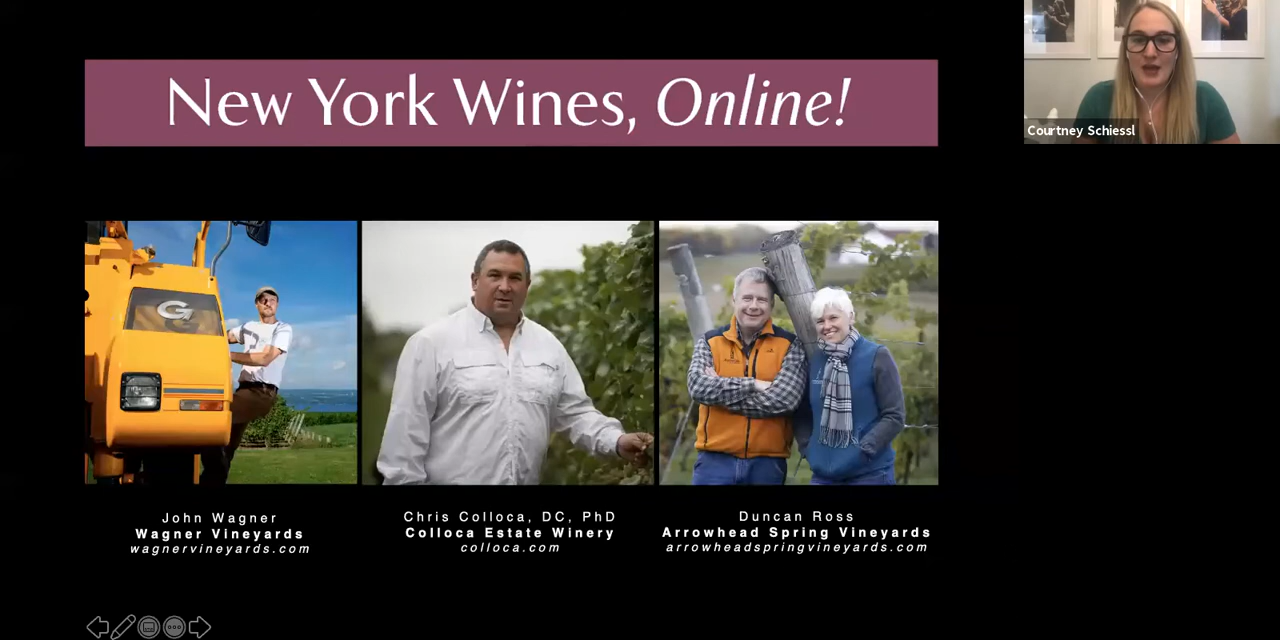 New York Wines, Online!
Courtney Schiessl
G
John Wagner
Wagner Vineyards
wagnervineyards.com
Chris Colloca, DC, PhD
Colloca Estate Winery
colloca.com
Duncan Ross
Arrowhead Spring Vineyards
arrowheadspringvineyards.com